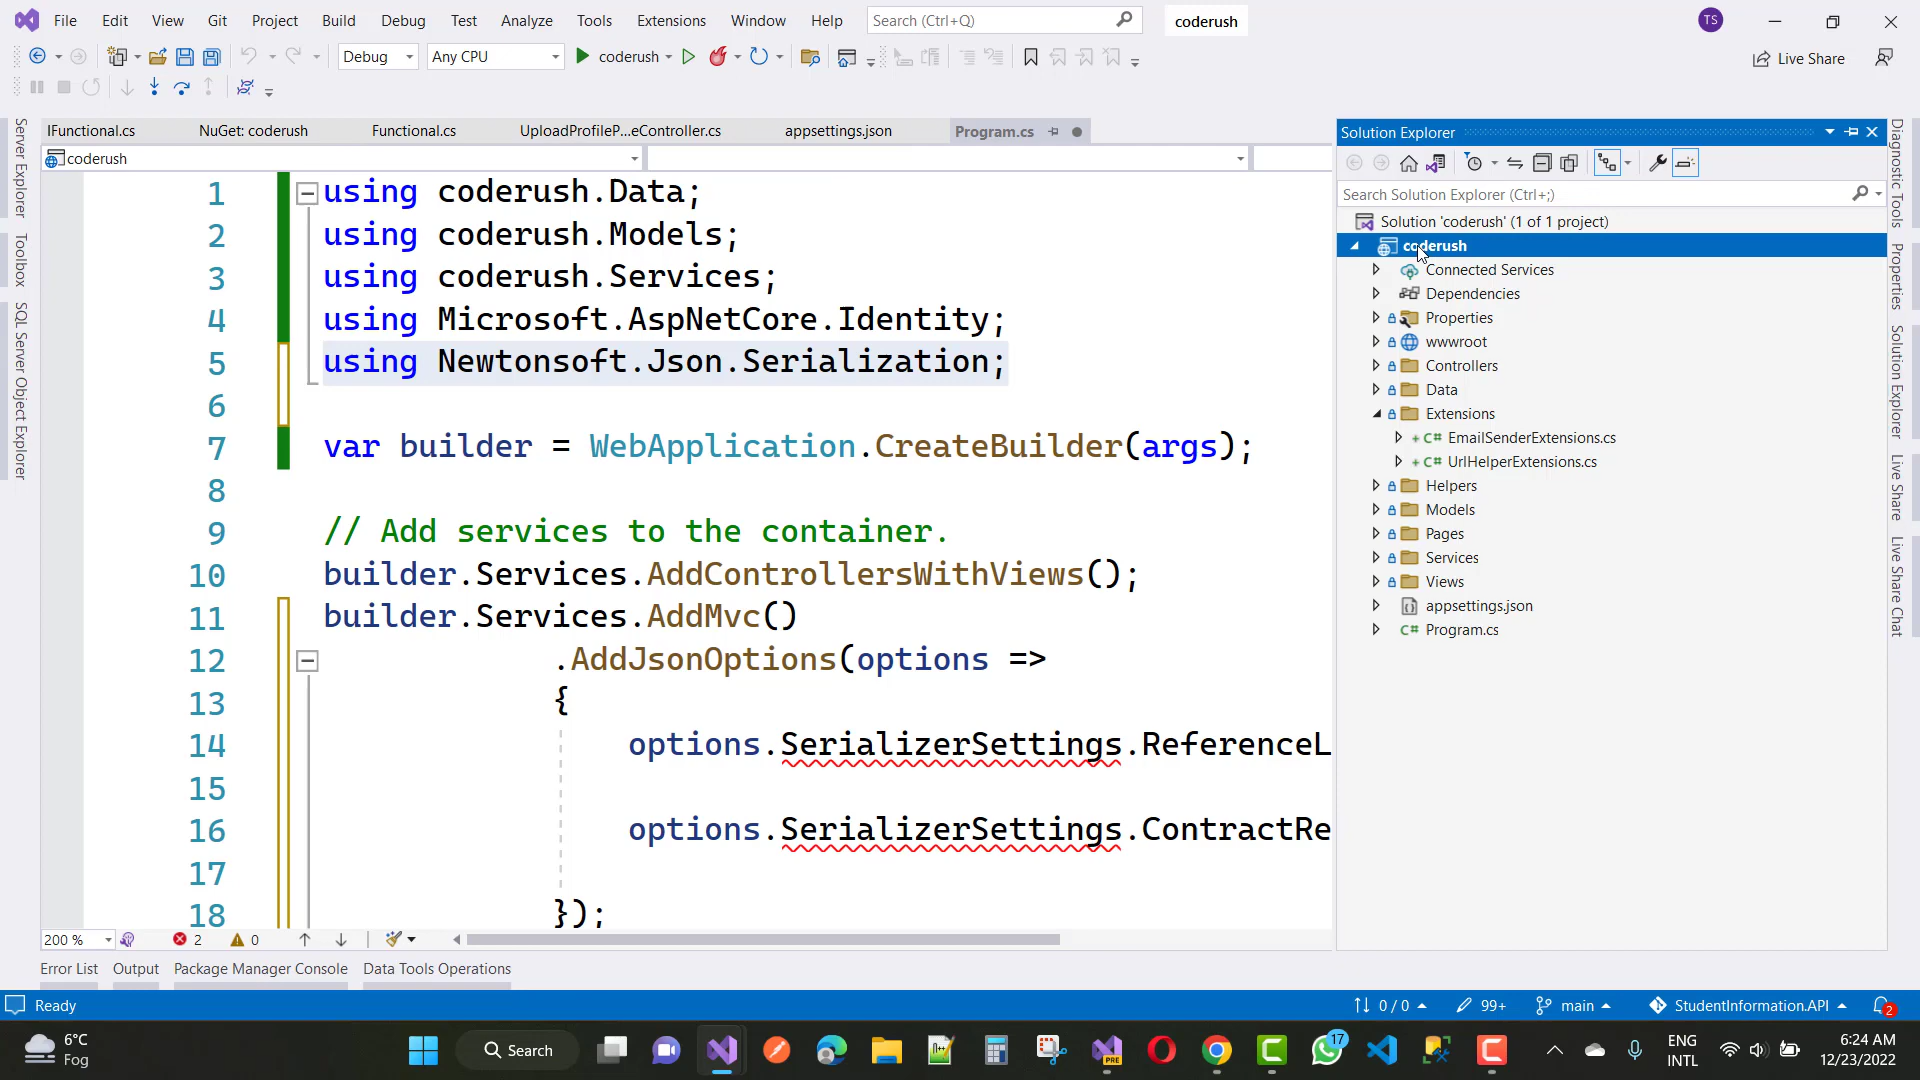 File Edit View Git Project Build Debug Test Analyze Tools Extensions Window Help Search (Ctrl+Q) coderush TS
Debug Any CPU coderush Live Share
IFunctional.cs NuGet: coderush Functional.cs UploadProfileP...eController.cs appsettings.json Program.cs
coderush
1 using coderush.Data;
2 using coderush.Models;
3 using coderush.Services;
4 using Microsoft.AspNetCore.Identity;
5 using Newtonsoft.Json.Serialization;
6
7 var builder = WebApplication.CreateBuilder(args);
8
9 // Add services to the container.
10 builder.Services.AddControllersWithViews();
11 builder.Services.AddMvc()
12 .AddJsonOptions(options =>
13 {
14 options.SerializerSettings.ReferenceL
15
16 options.SerializerSettings.ContractRe
17
18 });
200 % 2 0
Error List Output Package Manager Console Data Tools Operations
Server Explorer
Toolbox
SQL Server Object Explorer
Solution Explorer
Search Solution Explorer (Ctrl+;)
Solution 'coderush' (1 of 1 project)
coderush
Connected Services
Dependencies
Properties
wwwroot
Controllers
Data
Extensions
C# EmailSenderExtensions.cs
C# UrlHelperExtensions.cs
Helpers
Models
Pages
Services
Views
appsettings.json
C# Program.cs
Diagnostic Tools
Properties
Solution Explorer
Live Share
Live Share Chat
Ready 0 / 0 99+ main StudentInformation.API 2
6°C
Fog
Search
PRE
17
ENG
INTL
6:24 AM
12/23/2022